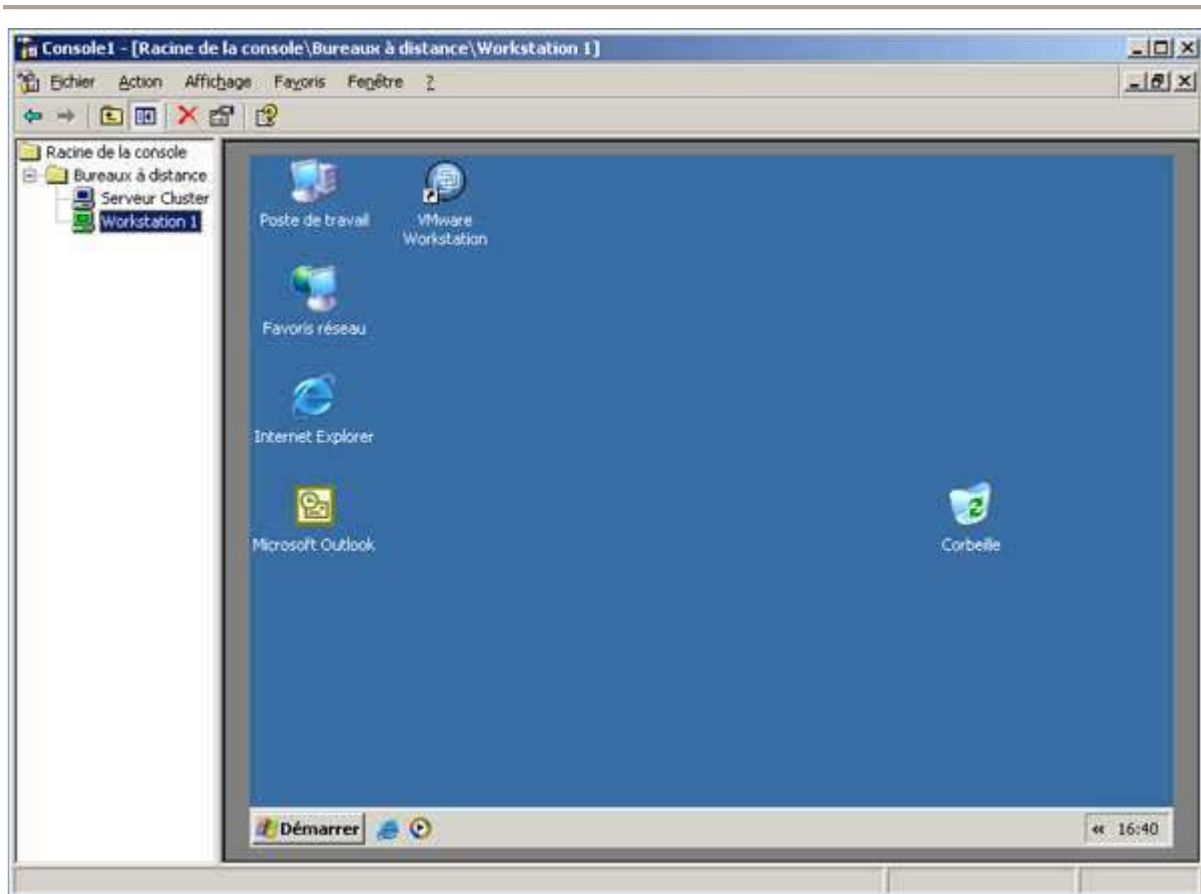 Console1 - [Racine de la console\Bureaux à distance\Workstation 1]
Fichier Action Affichage Favoris Fenêtre ?
Racine de la console
Bureaux à distance
Serveur Cluster
Workstation 1
Poste de travail
VMware
Workstation
Favoris réseau
Internet Explorer
Microsoft Outlook
Corbeille
Démarrer
« 16:40